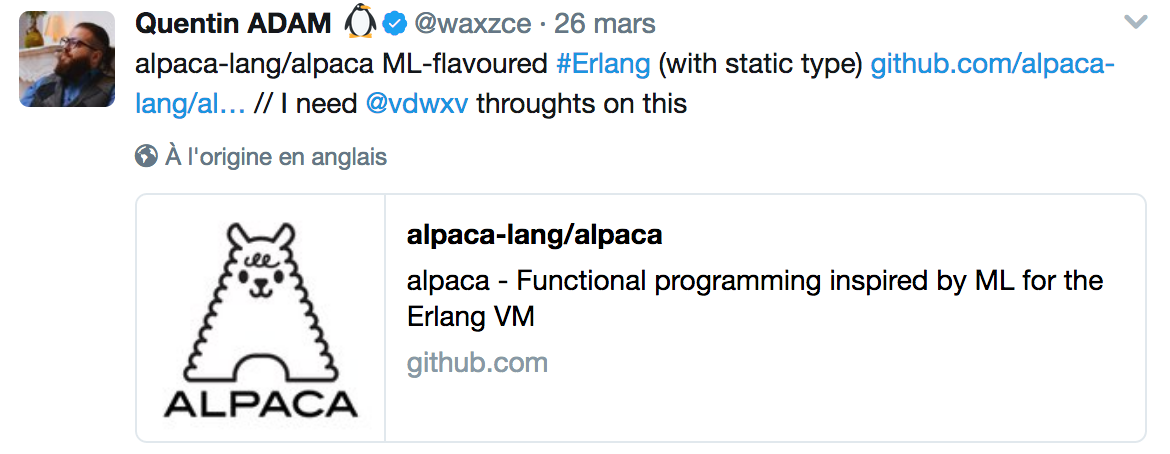 Quentin ADAM 🐧 @waxzce · 26 mars
alpaca-lang/alpaca ML-flavoured #Erlang (with static type) github.com/alpaca-
lang/al… // I need @vdwxv throughts on this
À l'origine en anglais
alpaca-lang/alpaca
alpaca - Functional programming inspired by ML for the
Erlang VM
github.com
ALPACA